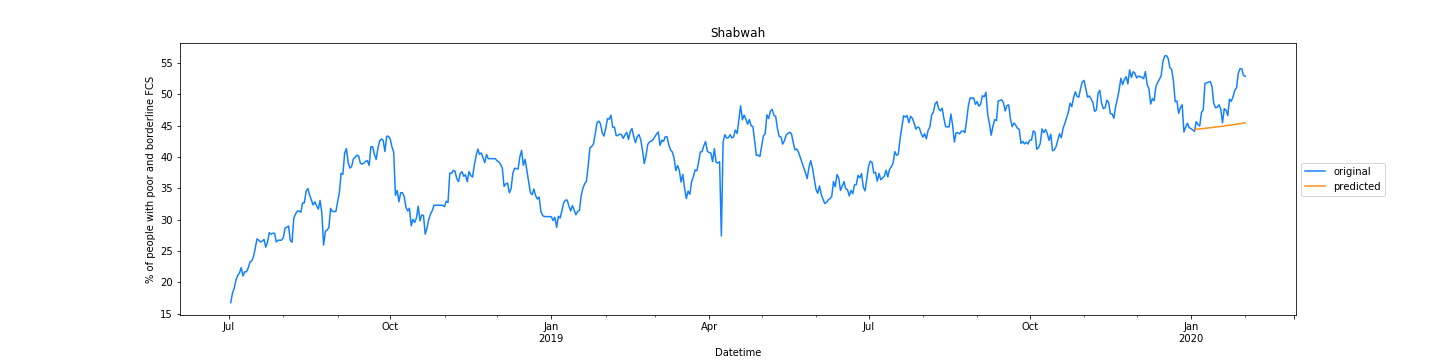 Shabwah
% of people with poor and borderline FCS
55
50
45
40
35
30
25
20
15
Jul
Oct
Jan
2019
Apr
Jul
Oct
Jan
2020
Datetime
original
predicted